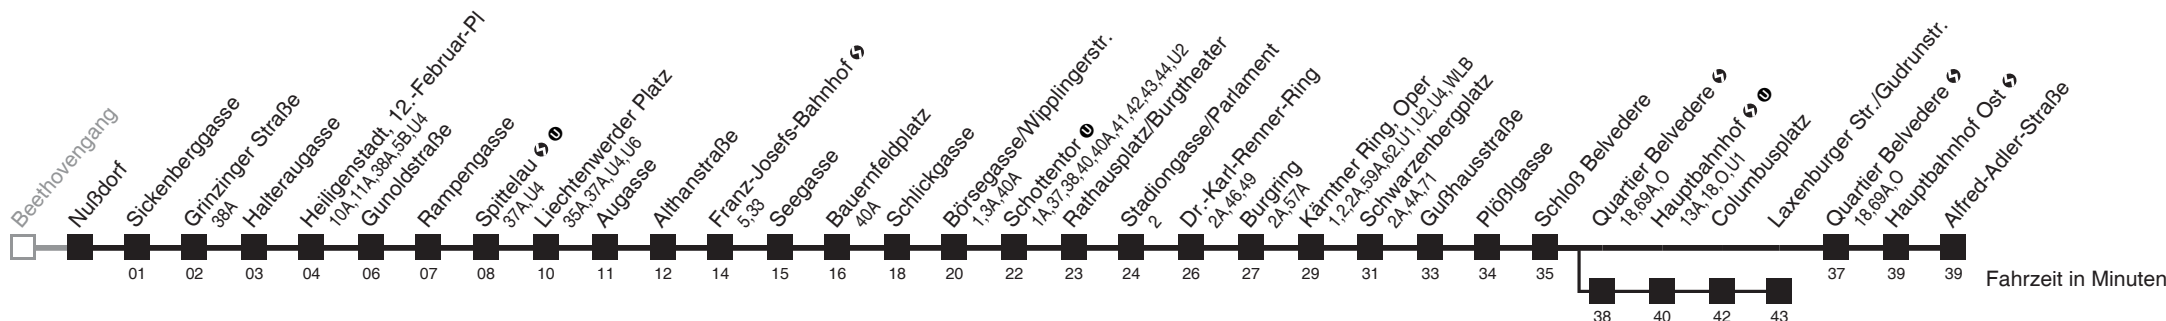 Beethovengang
Nußdorf
Sickenberggasse
01
Grinzinger Straße
38A
02
Halteraugasse
03
Heiligenstadt, 12.-Februar-Pl
10A,11A,38A,5B,U4
04
Gunoldstraße
06
Rampengasse
07
Spittelau S U
37A,U4
08
Liechtenwerder Platz
35A,37A,U4,U6
10
Augasse
11
Althanstraße
12
Franz-Josefs-Bahnhof S
5,33
14
Seegasse
15
Bauernfeldplatz
40A
16
Schlickgasse
18
Börsegasse/Wipplingerstr.
1,3A,40A
20
Schottentor U
1A,37,38,40,40A,41,42,43,44,U2
22
Rathausplatz/Burgtheater
23
Stadiongasse/Parlament
2
24
Dr.-Karl-Renner-Ring
2A,46,49
26
Burgring
2A,57A
27
Kärntner Ring, Oper
1,2,2A,59A,62,U1,U2,U4,WLB
29
Schwarzenbergplatz
2A,4A,71
31
Gußhausstraße
33
Plößlgasse
34
Schloß Belvedere
35
Quartier Belvedere S
18,69A,O
38
Hauptbahnhof S U
13A,18,O,U1
40
Columbusplatz
42
Laxenburger Str./Gudrunstr.
43
Quartier Belvedere S
18,69A,O
37
Hauptbahnhof Ost S
39
Alfred-Adler-Straße
39
Fahrzeit in Minuten